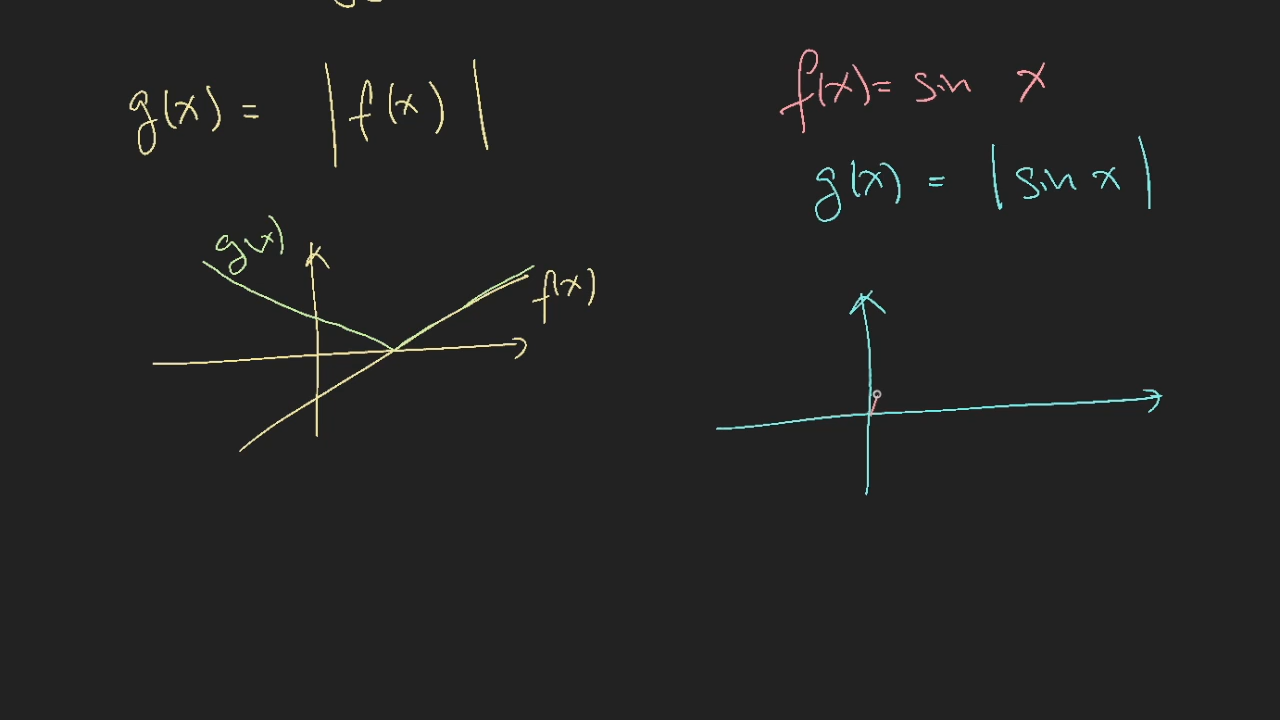 g(x) = |f(x)|
f(x) = sin x
g(x) = |sin x|
g(x)
f(x)